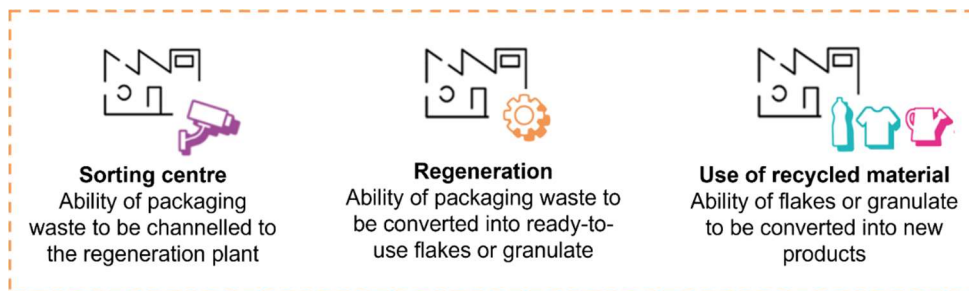 Sorting centre
Ability of packaging
waste to be channelled to
the regeneration plant
Regeneration
Ability of packaging waste to
be converted into ready-to-
use flakes or granulate
Use of recycled material
Ability of flakes or granulate
to be converted into new
products